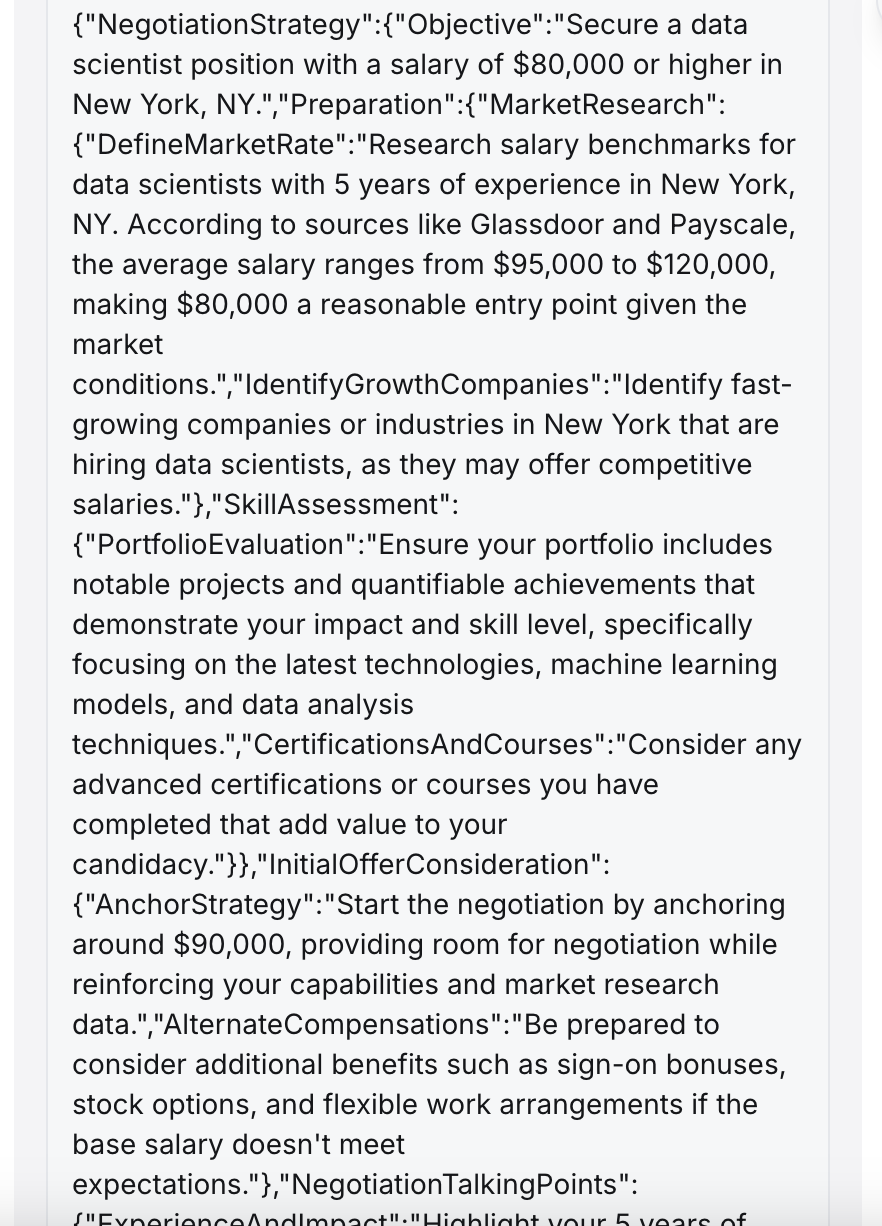 {"NegotiationStrategy":{"Objective":"Secure a data
scientist position with a salary of $80,000 or higher in
New York, NY.","Preparation":{"MarketResearch":
{"DefineMarketRate":"Research salary benchmarks for
data scientists with 5 years of experience in New York,
NY. According to sources like Glassdoor and Payscale,
the average salary ranges from $95,000 to $120,000,
making $80,000 a reasonable entry point given the
market
conditions.","IdentifyGrowthCompanies":"Identify fast-
growing companies or industries in New York that are
hiring data scientists, as they may offer competitive
salaries."},"SkillAssessment":
{"PortfolioEvaluation":"Ensure your portfolio includes
notable projects and quantifiable achievements that
demonstrate your impact and skill level, specifically
focusing on the latest technologies, machine learning
models, and data analysis
techniques.","CertificationsAndCourses":"Consider any
advanced certifications or courses you have
completed that add value to your
candidacy."}},"InitialOfferConsideration":
{"AnchorStrategy":"Start the negotiation by anchoring
around $90,000, providing room for negotiation while
reinforcing your capabilities and market research
data.","AlternateCompensations":"Be prepared to
consider additional benefits such as sign-on bonuses,
stock options, and flexible work arrangements if the
base salary doesn't meet
expectations."},"NegotiationTalkingPoints":
{"ExperienceAndImpact":"Highlight your 5 years of